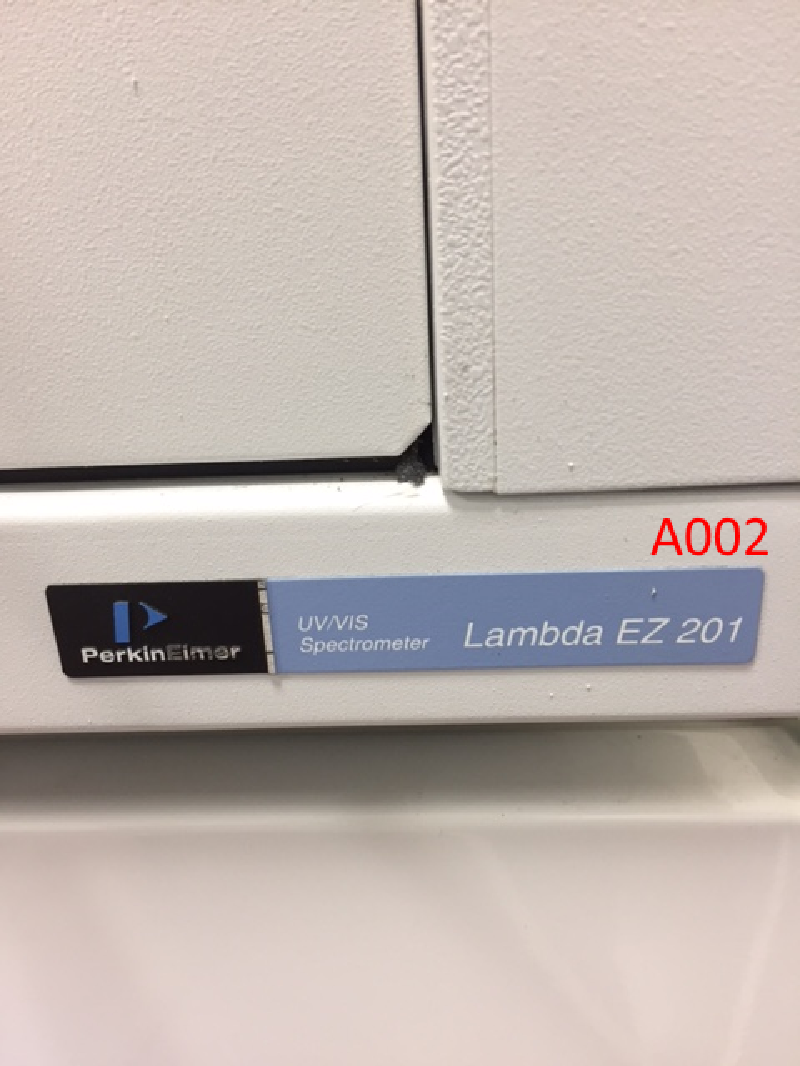 A002
PerkinElmer
UV/VIS
Spectrometer
Lambda EZ 201